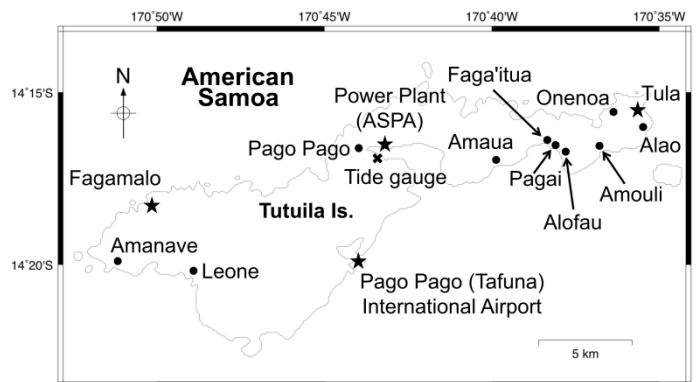 170°50'W 170°45'W 170°40'W 170°35'W
14°15'S
14°20'S
N
American
Samoa
Power Plant
(ASPA)
Faga'itua
Onenoa
Tula
Pago Pago
Tide gauge
Amaua
Pagai
Alofau
Amouli
Alao
Fagamalo
Tutuila Is.
Amanave
Leone
Pago Pago (Tafuna)
International Airport
5 km